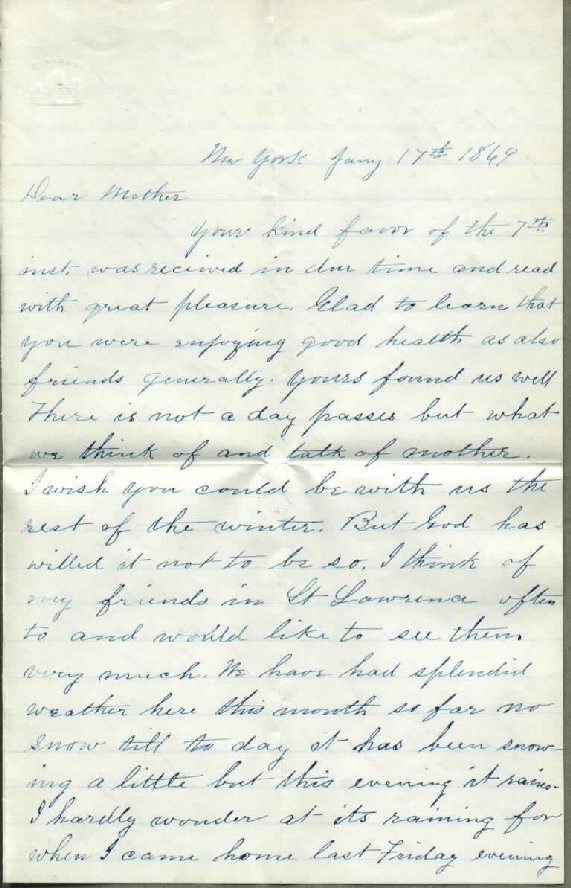 New York Jany 17th 1869
Dear Mother
Your kind favor of the 7th
inst, was received in due time and read
with great pleasure. Glad to learn that
you were enjoying good health as also
friends generally. Yours found us well
There is not a day passes but what
we think of and talk of mother.
I wish you could be with us the
rest of the winter. But God has
willed it not to be so. I think of
my friends in St Lawrence often
to and would like to see them
very much. We have had splendid
weather here this month so far no
snow till to day it has been snow-
ing a little but this evening it rains.
I hardly wonder at its raining for
when I came home last Friday evening